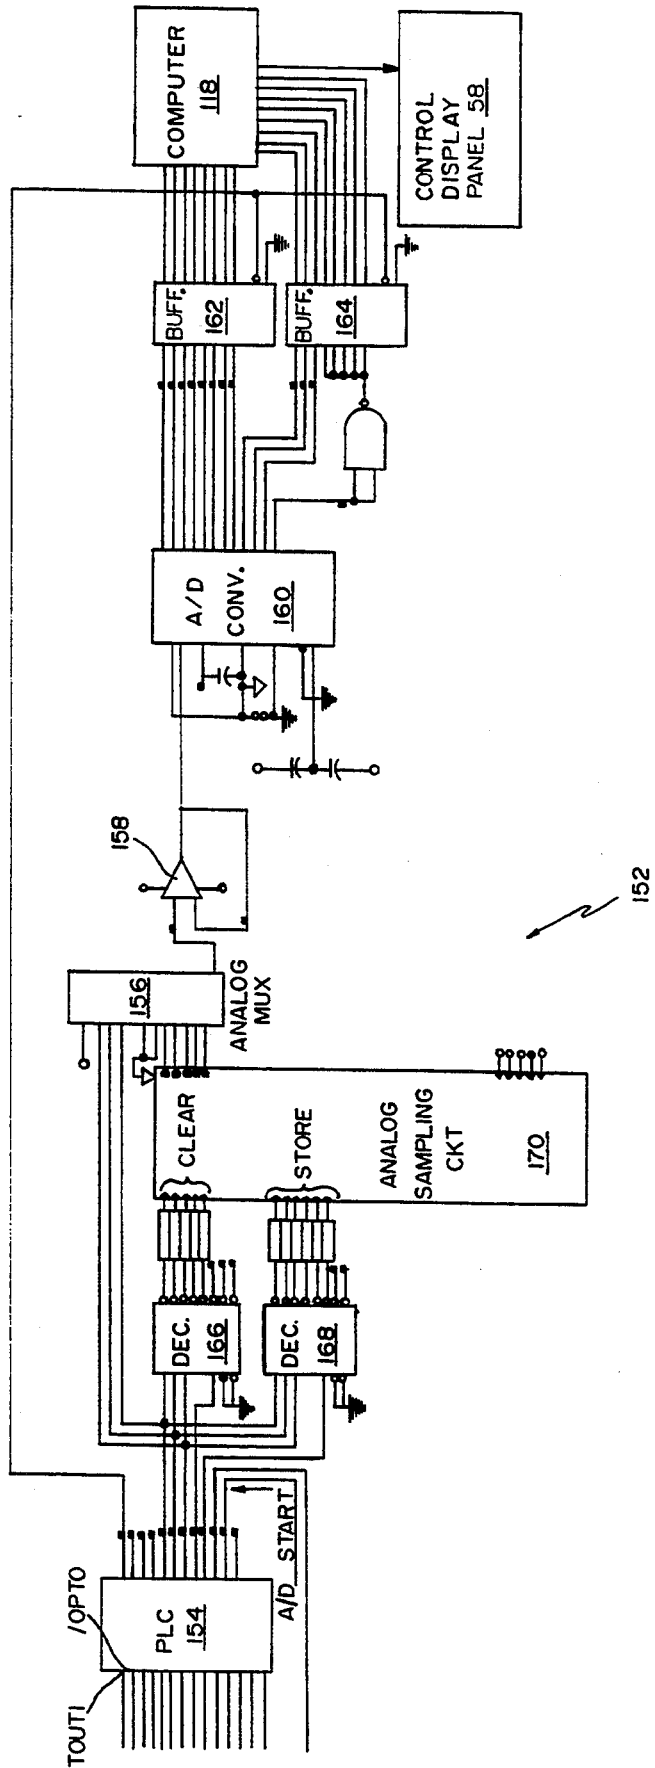 TOUT1
/OPTO
PLC
154
A/D START
DEC.
166
DEC.
168
CLEAR
STORE
ANALOG
SAMPLING
CKT
170
156
ANALOG
MUX
158
152
A/D
CONV.
160
BUFF.
162
BUFF.
164
COMPUTER
118
CONTROL
DISPLAY
PANEL 58